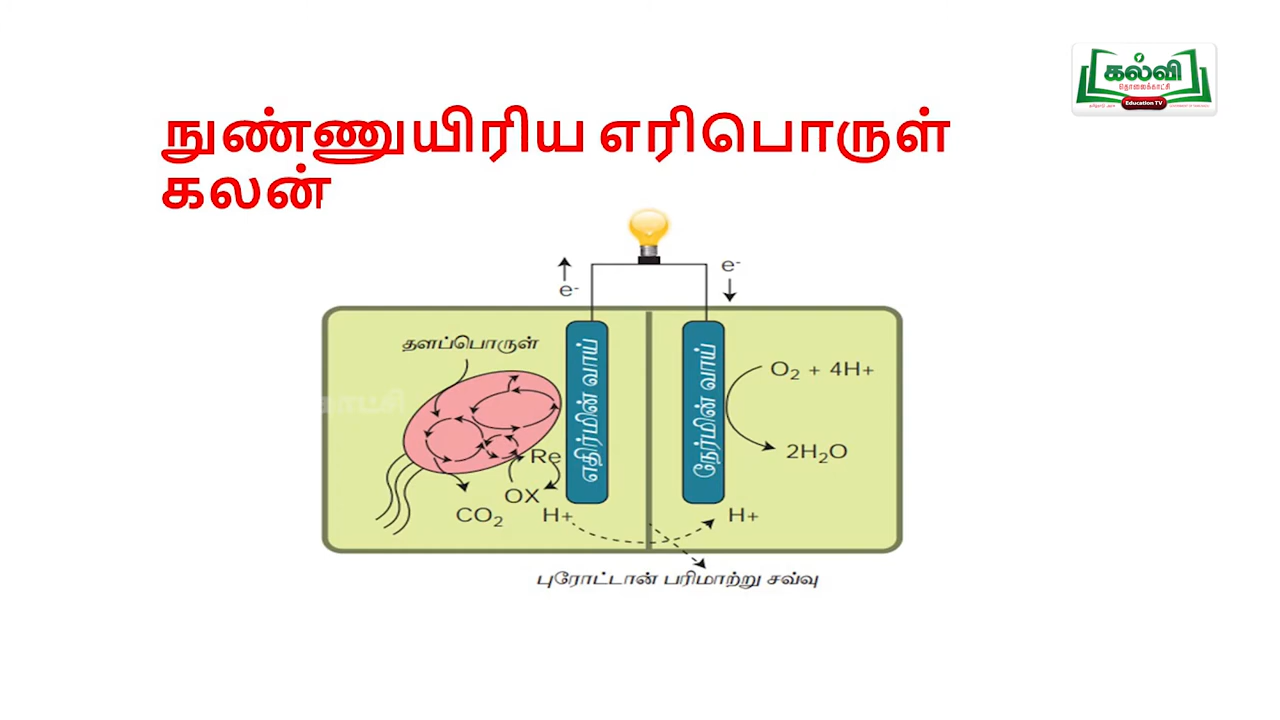 கல்வி
தொலைக்காட்சி
Education TV
நுண்ணுயிரிய எரிபொருள்
கலன்
e-
e-
தளப்பொருள்
எதிர்மின் வாய்
நேர்மின் வாய்
O₂ + 4H+
2H₂O
Re
OX
CO₂
H+
H+
புரோட்டான் பரிமாற்று சவ்வு
காட்சி